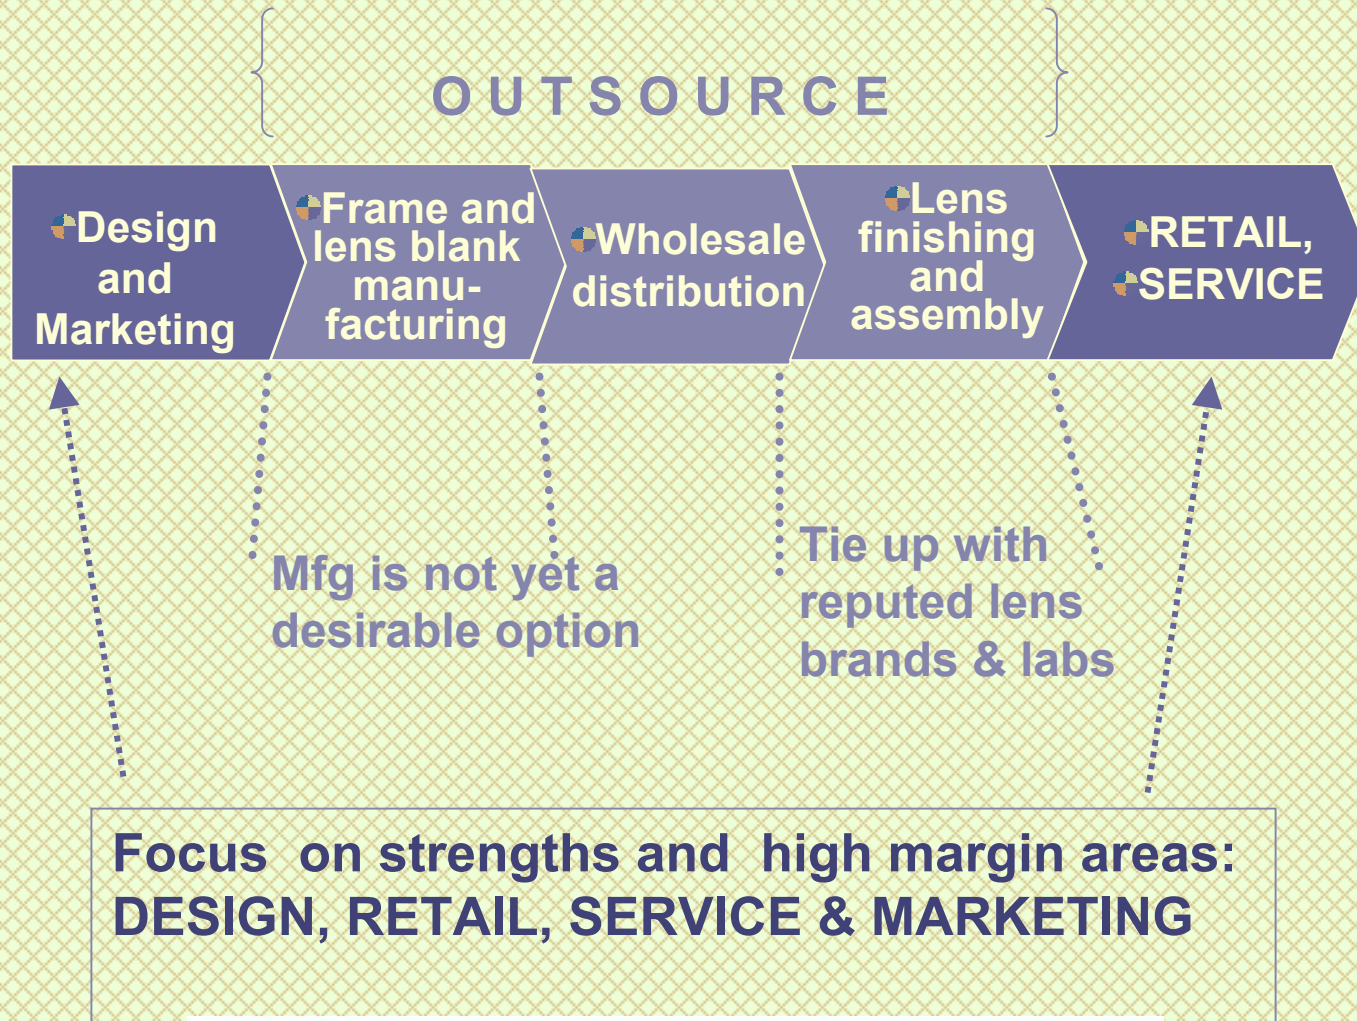 OUTSOURCE
Design
and
Marketing
Frame and
lens blank
manu-
facturing
Wholesale
distribution
Lens
finishing
and
assembly
RETAIL,
SERVICE
Mfg is not yet a
desirable option
Tie up with
reputed lens
brands & labs
Focus on strengths and high margin areas:
DESIGN, RETAIL, SERVICE & MARKETING